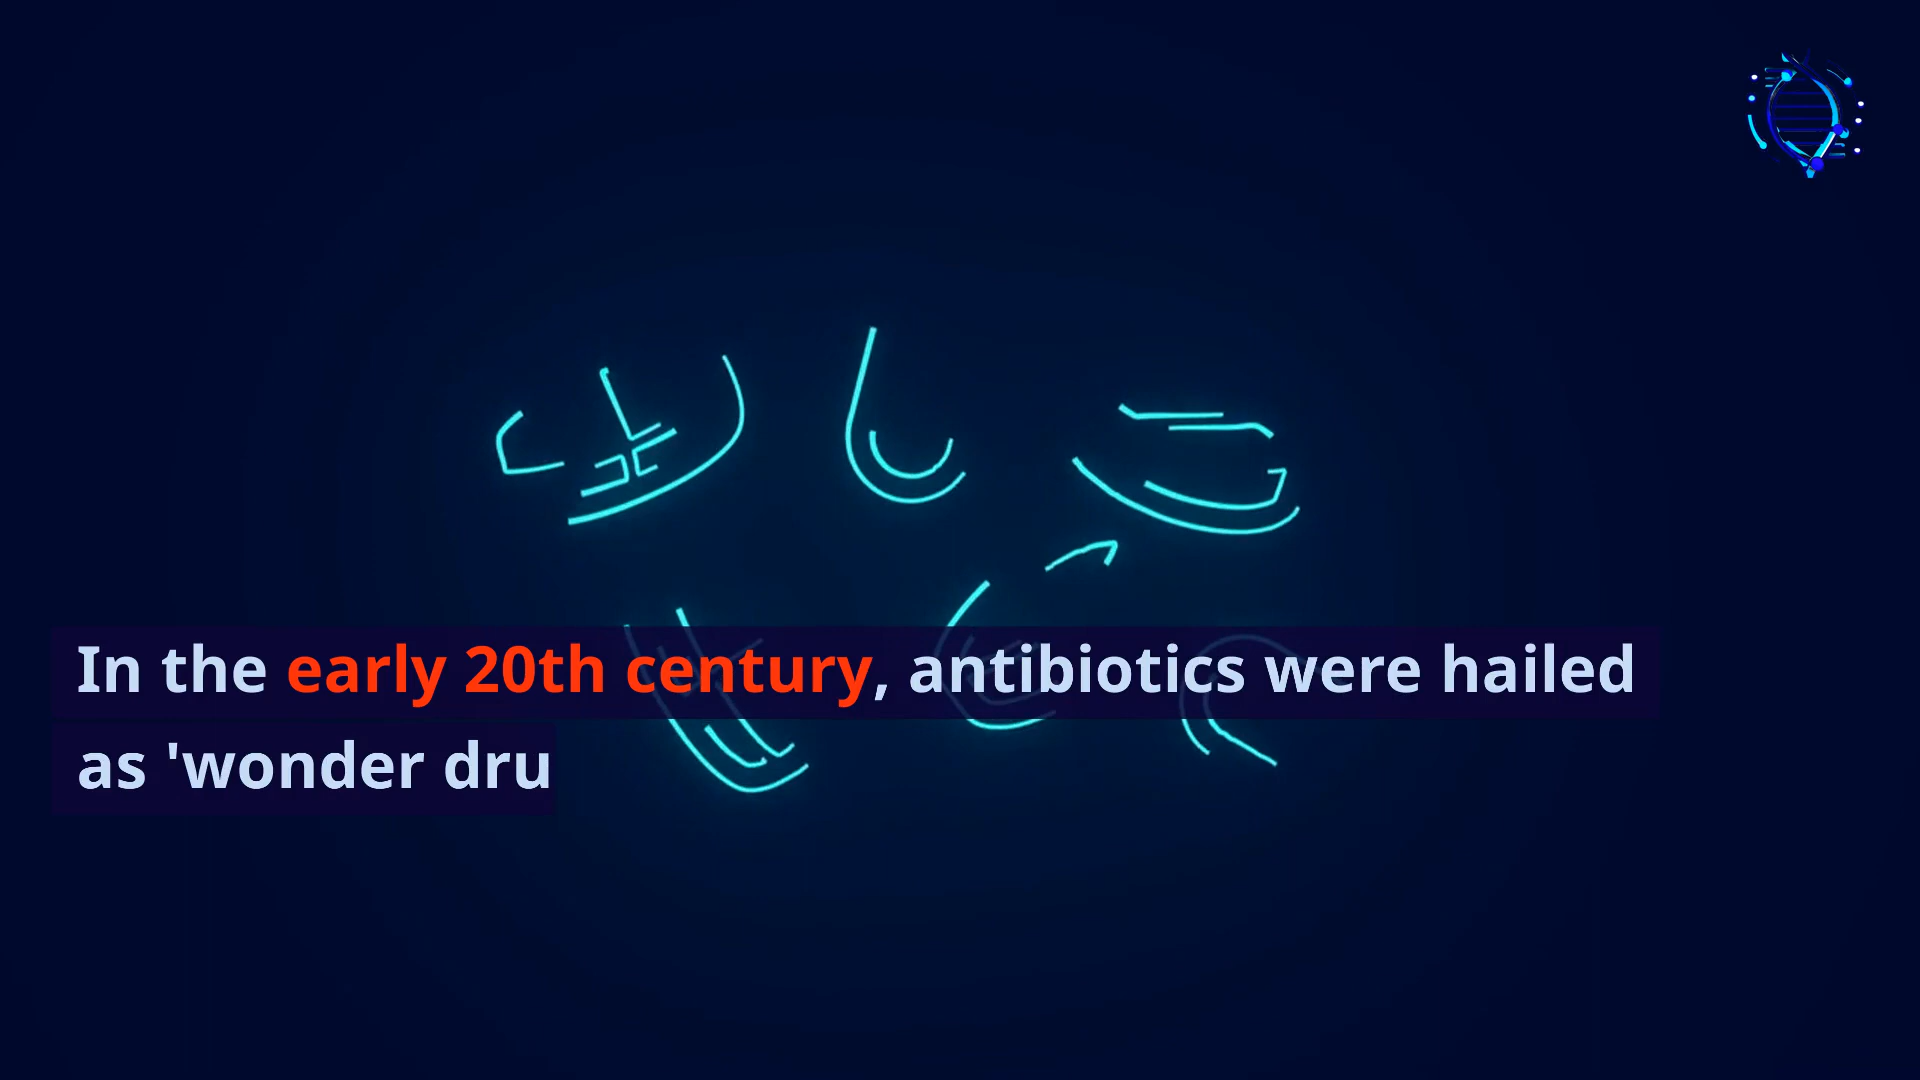 In the early 20th century, antibiotics were hailed
as 'wonder dru